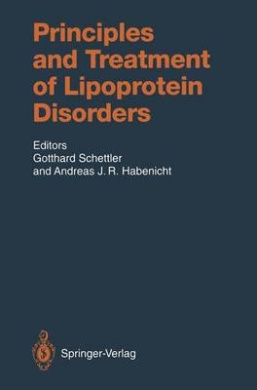 Principles
and Treatment
of Lipoprotein
Disorders
Editors
Gotthard Schettler
and Andreas J. R. Habenicht
Springer-Verlag